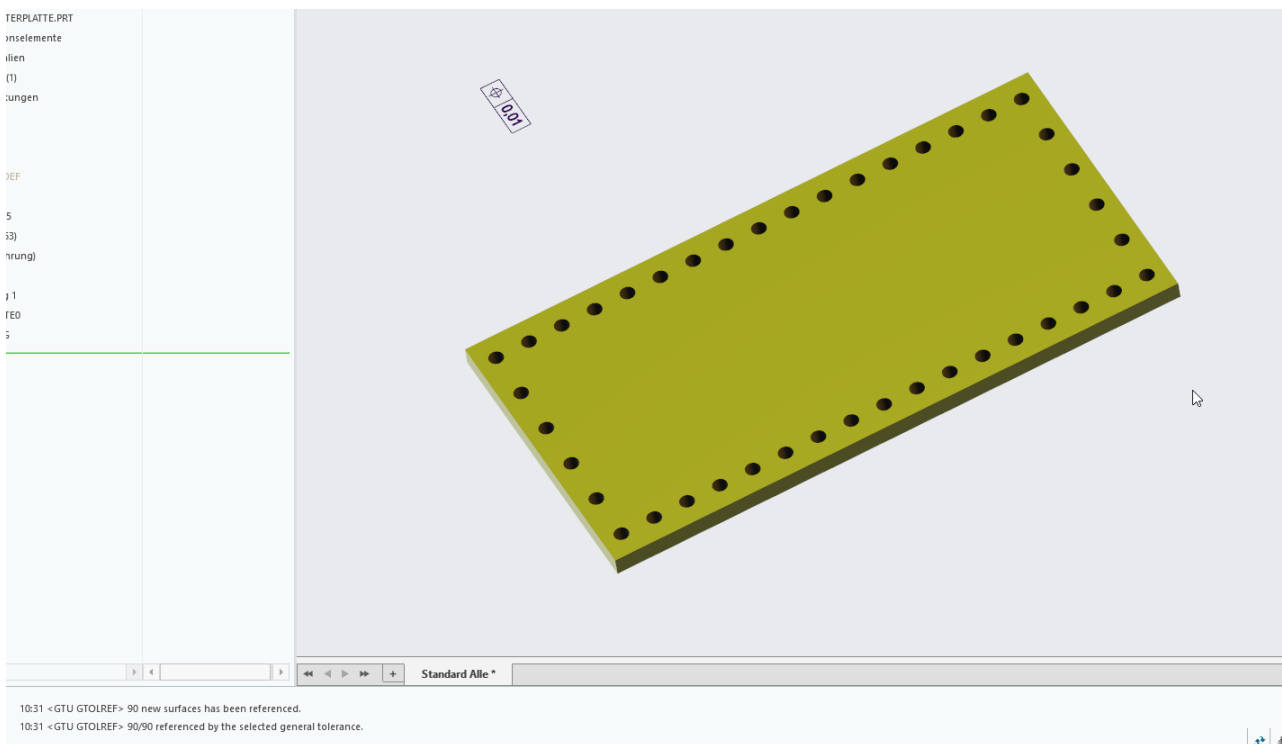 TERPLATTE.PRT
onselemente
alien
(1)
tungen
DEF
5
53)
hrung)
g 1
TE0
G
0,01
+ Standard Alle *
10:31 <GTU GTOLREF> 90 new surfaces has been referenced.
10:31 <GTU GTOLREF> 90/90 referenced by the selected general tolerance.